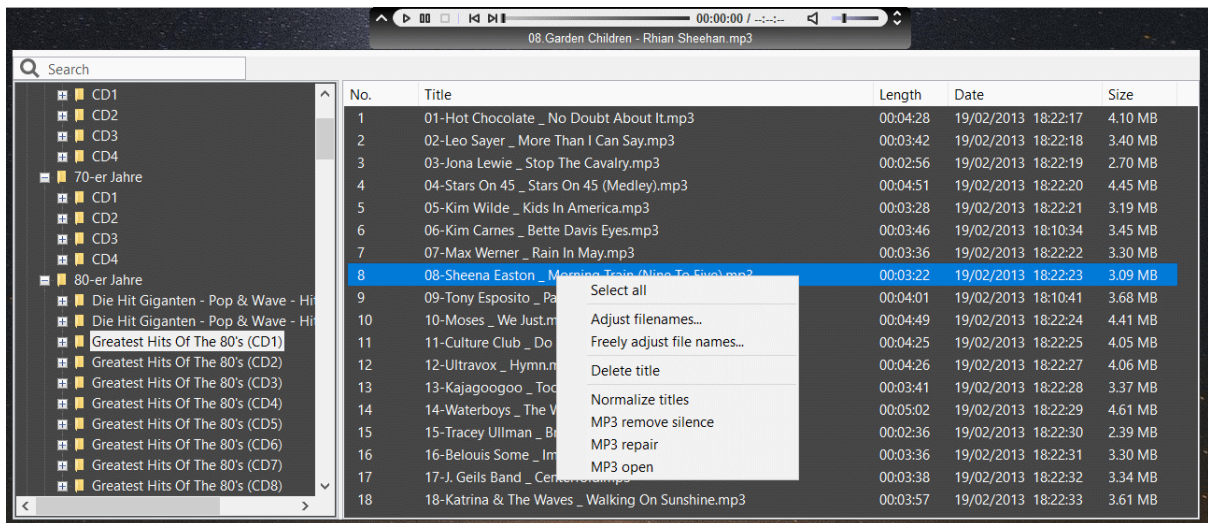 00:00:00 / --:--:--
08.Garden Children - Rhian Sheehan.mp3
Search
CD1
CD2
CD3
CD4
70-er Jahre
CD1
CD2
CD3
CD4
80-er Jahre
Die Hit Giganten - Pop & Wave - Hi
Die Hit Giganten - Pop & Wave - Hi
Greatest Hits Of The 80's (CD1)
Greatest Hits Of The 80's (CD2)
Greatest Hits Of The 80's (CD3)
Greatest Hits Of The 80's (CD4)
Greatest Hits Of The 80's (CD5)
Greatest Hits Of The 80's (CD6)
Greatest Hits Of The 80's (CD7)
Greatest Hits Of The 80's (CD8)
No. Title Length Date Size
1 01-Hot Chocolate _ No Doubt About It.mp3 00:04:28 19/02/2013 18:22:17 4.10 MB
2 02-Leo Sayer _ More Than I Can Say.mp3 00:03:42 19/02/2013 18:22:18 3.40 MB
3 03-Jona Lewie _ Stop The Cavalry.mp3 00:02:56 19/02/2013 18:22:19 2.70 MB
4 04-Stars On 45 _ Stars On 45 (Medley).mp3 00:04:51 19/02/2013 18:22:20 4.45 MB
5 05-Kim Wilde _ Kids In America.mp3 00:03:28 19/02/2013 18:22:21 3.19 MB
6 06-Kim Carnes _ Bette Davis Eyes.mp3 00:03:46 19/02/2013 18:10:34 3.45 MB
7 07-Max Werner _ Rain In May.mp3 00:03:36 19/02/2013 18:22:22 3.30 MB
8 08-Sheena Easton _ Morning Train (Nine To Five).mp3 00:03:22 19/02/2013 18:22:23 3.09 MB
9 09-Tony Esposito _ Pa 00:04:01 19/02/2013 18:10:41 3.68 MB
10 10-Moses _ We Just.m 00:04:49 19/02/2013 18:22:24 4.41 MB
11 11-Culture Club _ Do 00:04:25 19/02/2013 18:22:25 4.05 MB
12 12-Ultravox _ Hymn.m 00:04:26 19/02/2013 18:22:27 4.06 MB
13 13-Kajagoogoo _ Too 00:03:41 19/02/2013 18:22:28 3.37 MB
14 14-Waterboys _ The W 00:05:02 19/02/2013 18:22:29 4.61 MB
15 15-Tracey Ullman _ Br 00:02:36 19/02/2013 18:22:30 2.39 MB
16 16-Belouis Some _ Im 00:03:36 19/02/2013 18:22:31 3.30 MB
17 17-J. Geils Band _ Centerfold.mp3 00:03:38 19/02/2013 18:22:32 3.34 MB
18 18-Katrina & The Waves _ Walking On Sunshine.mp3 00:03:57 19/02/2013 18:22:33 3.61 MB
Select all
Adjust filenames...
Freely adjust file names...
Delete title
Normalize titles
MP3 remove silence
MP3 repair
MP3 open